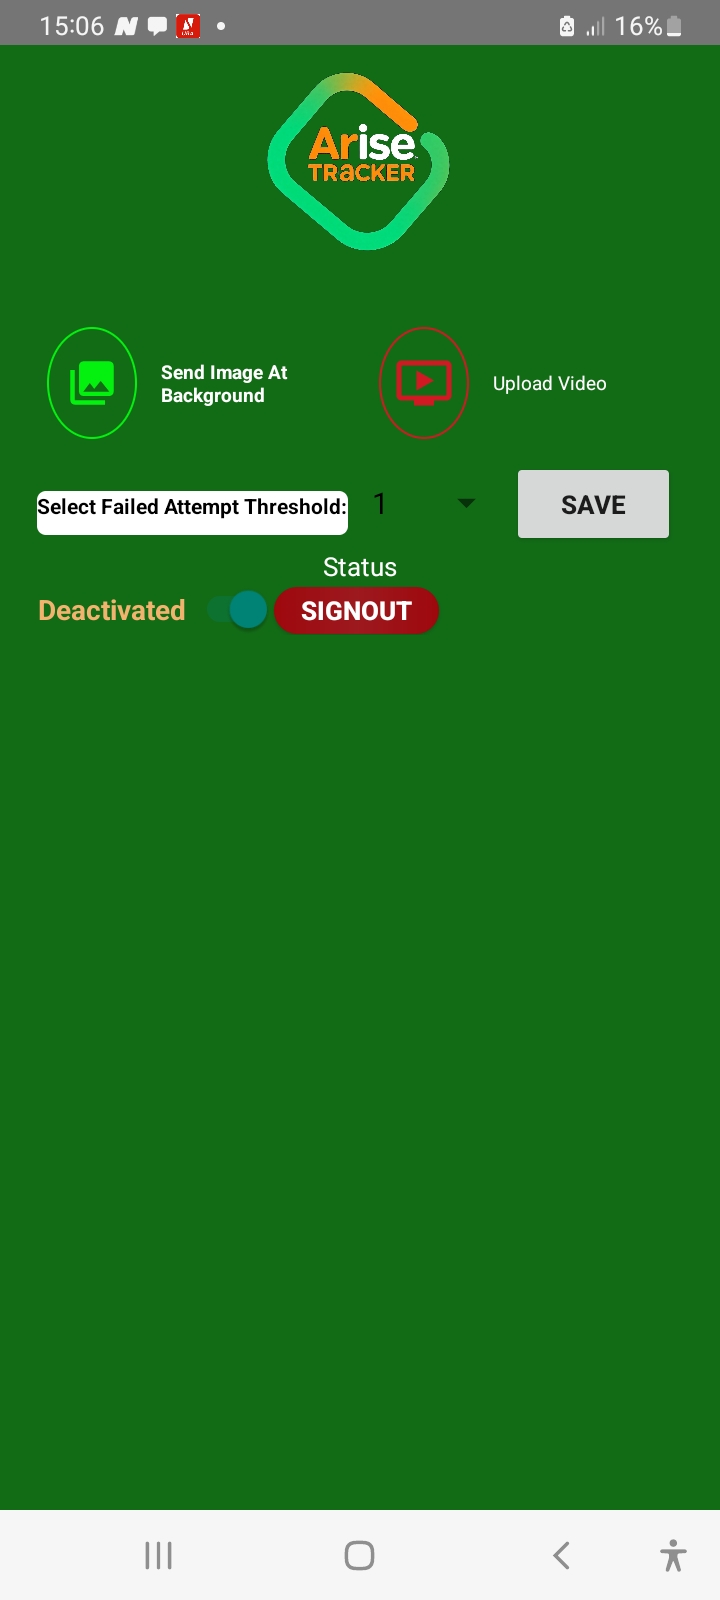 15:06
16%
Arise
TRaCKER
Send Image At
Background
Upload Video
Select Failed Attempt Threshold:
1
SAVE
Status
Deactivated
SIGNOUT